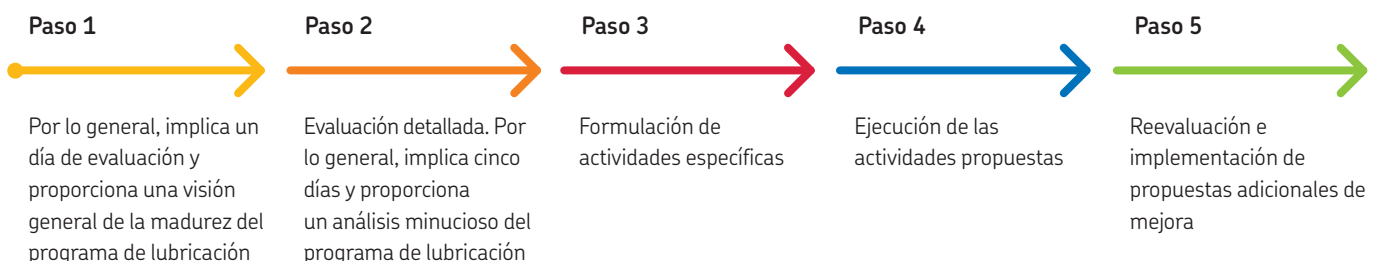 Paso 1
Por lo general, implica un
día de evaluación y
proporciona una visión
general de la madurez del
programa de lubricación
Paso 2
Evaluación detallada. Por
lo general, implica cinco
días y proporciona
un análisis minucioso del
programa de lubricación
Paso 3
Formulación de
actividades específicas
Paso 4
Ejecución de las
actividades propuestas
Paso 5
Reevaluación e
implementación de
propuestas adicionales de
mejora